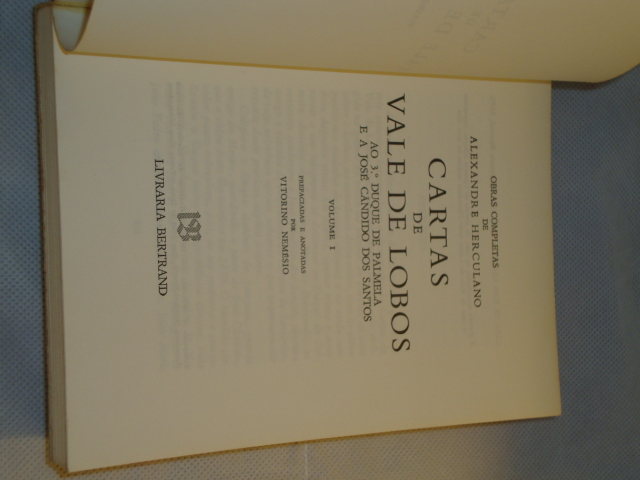 OBRAS COMPLETAS
DE
ALEXANDRE HERCULANO
CARTAS
DE
VALE DE LOBOS
AO 3.º DUQUE DE PALMELA
E A JOSÉ CÂNDIDO DOS SANTOS
VOLUME I
PREFACIADAS E ANOTADAS
POR
VITORINO NEMÉSIO
LIVRARIA BERTRAND